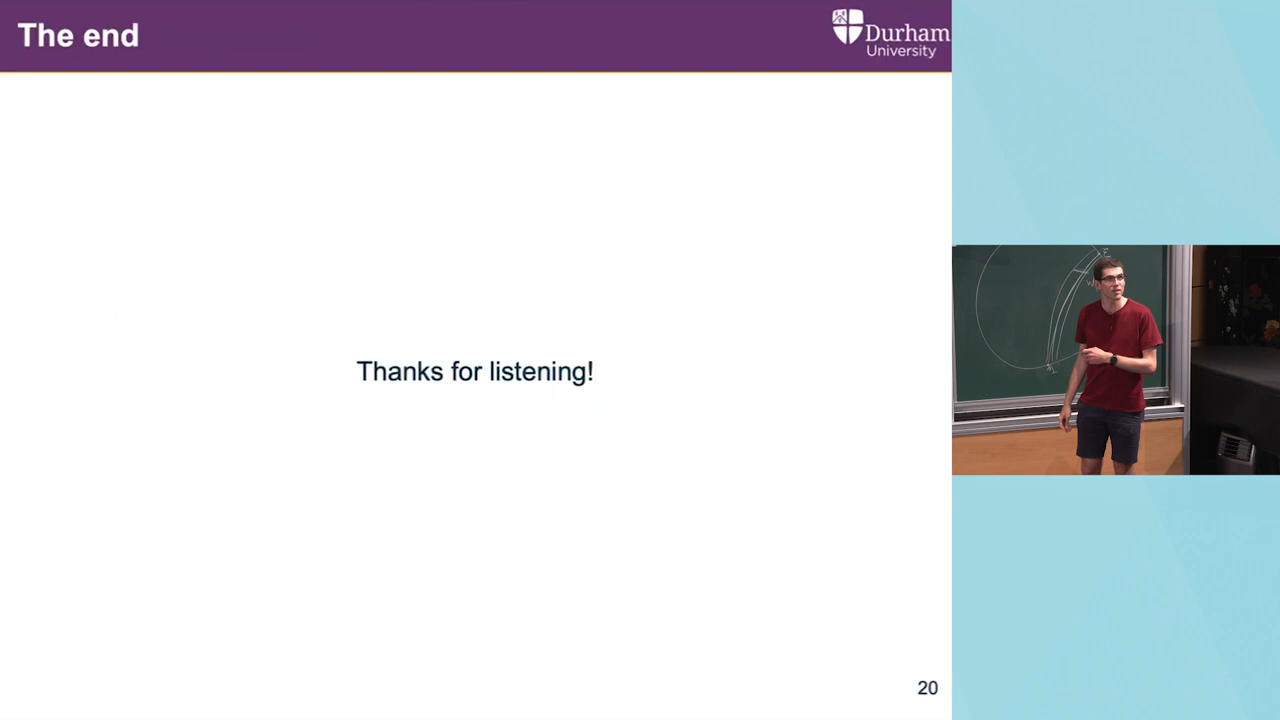 The end
Durham
University
Thanks for listening!
20